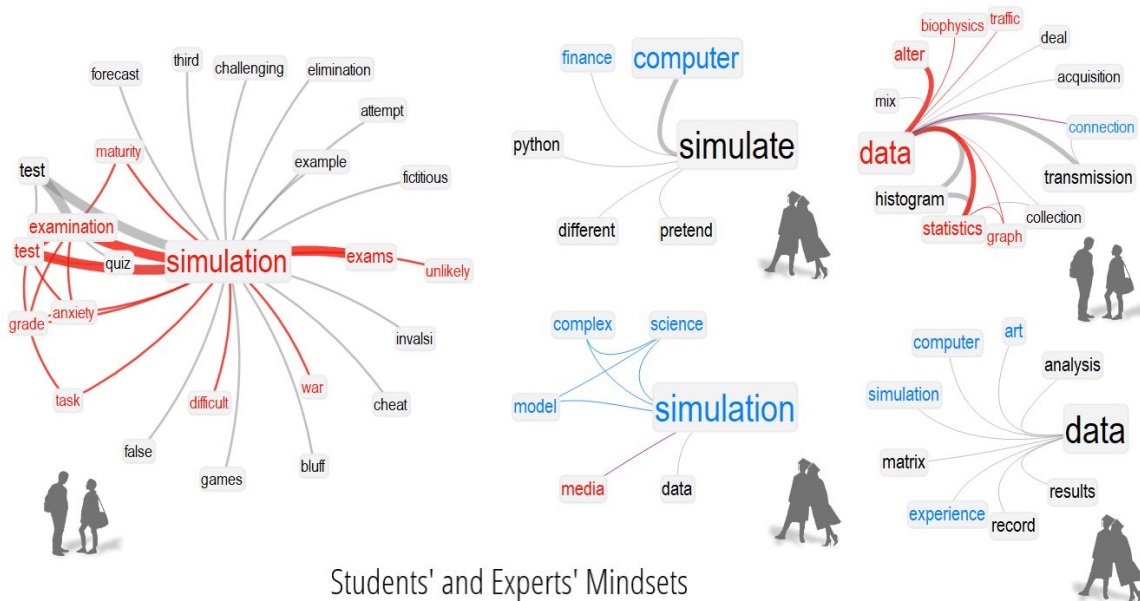 forecast
third
challenging
elimination
attempt
maturity
example
test
fictitious
examination
test
quiz
simulation
exams
unlikely
anxiety
grade
invalsi
task
difficult
war
cheat
false
games
bluff
finance
computer
python
simulate
different
pretend
complex
science
model
simulation
media
data
biophysics
traffic
alter
deal
acquisition
mix
connection
data
transmission
histogram
collection
statistics
graph
computer
art
analysis
simulation
data
matrix
results
experience
record
Students' and Experts' Mindsets